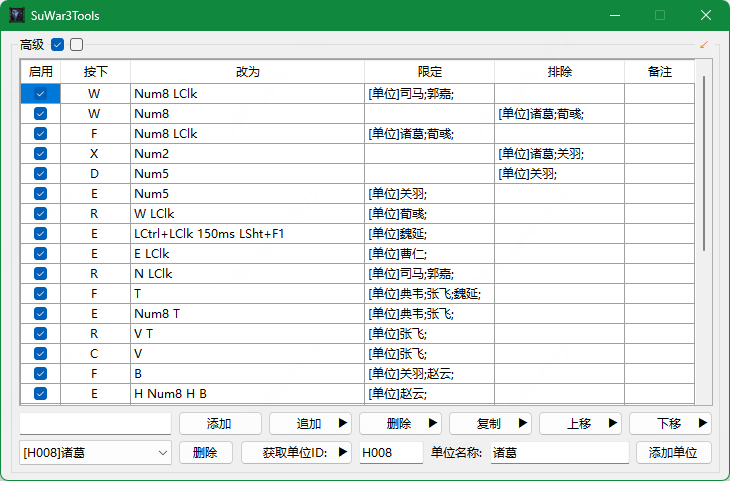 SuWar3Tools
高级
启用 按下 改为 限定 排除 备注
W Num8 LClk [单位]司马;郭嘉;
W Num8 [单位]诸葛;荀彧;
F Num8 LClk [单位]诸葛;荀彧;
X Num2 [单位]诸葛;关羽;
D Num5 [单位]关羽;
E Num5 [单位]关羽;
R W LClk [单位]荀彧;
E LCtrl+LClk 150ms LSht+F1 [单位]魏延;
E E LClk [单位]曹仁;
R N LClk [单位]司马;郭嘉;
F T [单位]典韦;张飞;魏延;
E Num8 T [单位]典韦;张飞;
R V T [单位]张飞;
C V [单位]张飞;
F B [单位]关羽;赵云;
E H Num8 H B [单位]赵云;
添加 追加 删除 复制 上移 下移
[H008]诸葛 删除 获取单位ID: H008 单位名称: 诸葛 添加单位